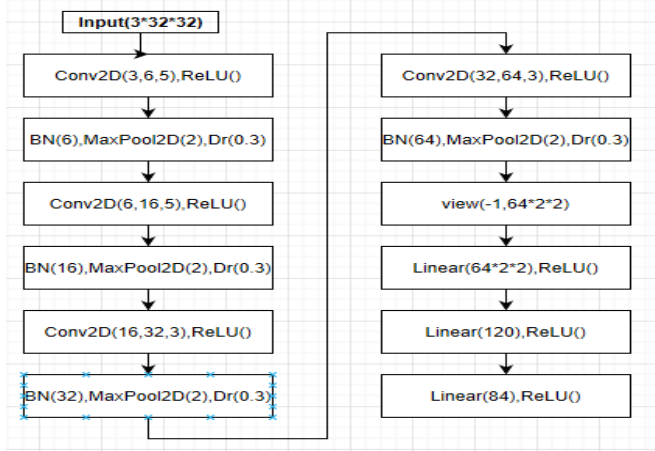 Input(3*32*32)
Conv2D(3,6,5),ReLU()
BN(6),MaxPool2D(2),Dr(0.3)
Conv2D(6,16,5),ReLU()
BN(16),MaxPool2D(2),Dr(0.3)
Conv2D(16,32,3),ReLU()
BN(32),MaxPool2D(2),Dr(0.3)
Conv2D(32,64,3),ReLU()
BN(64),MaxPool2D(2),Dr(0.3)
view(-1,64*2*2)
Linear(64*2*2),ReLU()
Linear(120),ReLU()
Linear(84),ReLU()